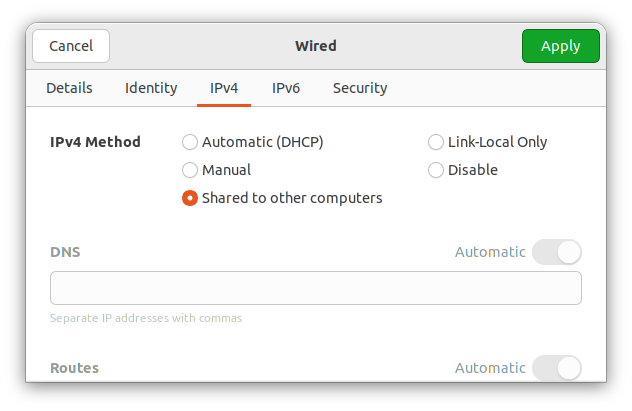 Cancel Wired Apply
Details Identity IPv4 IPv6 Security
IPv4 Method Automatic (DHCP) Link-Local Only
Manual Disable
Shared to other computers
DNS Automatic
Separate IP addresses with commas
Routes Automatic